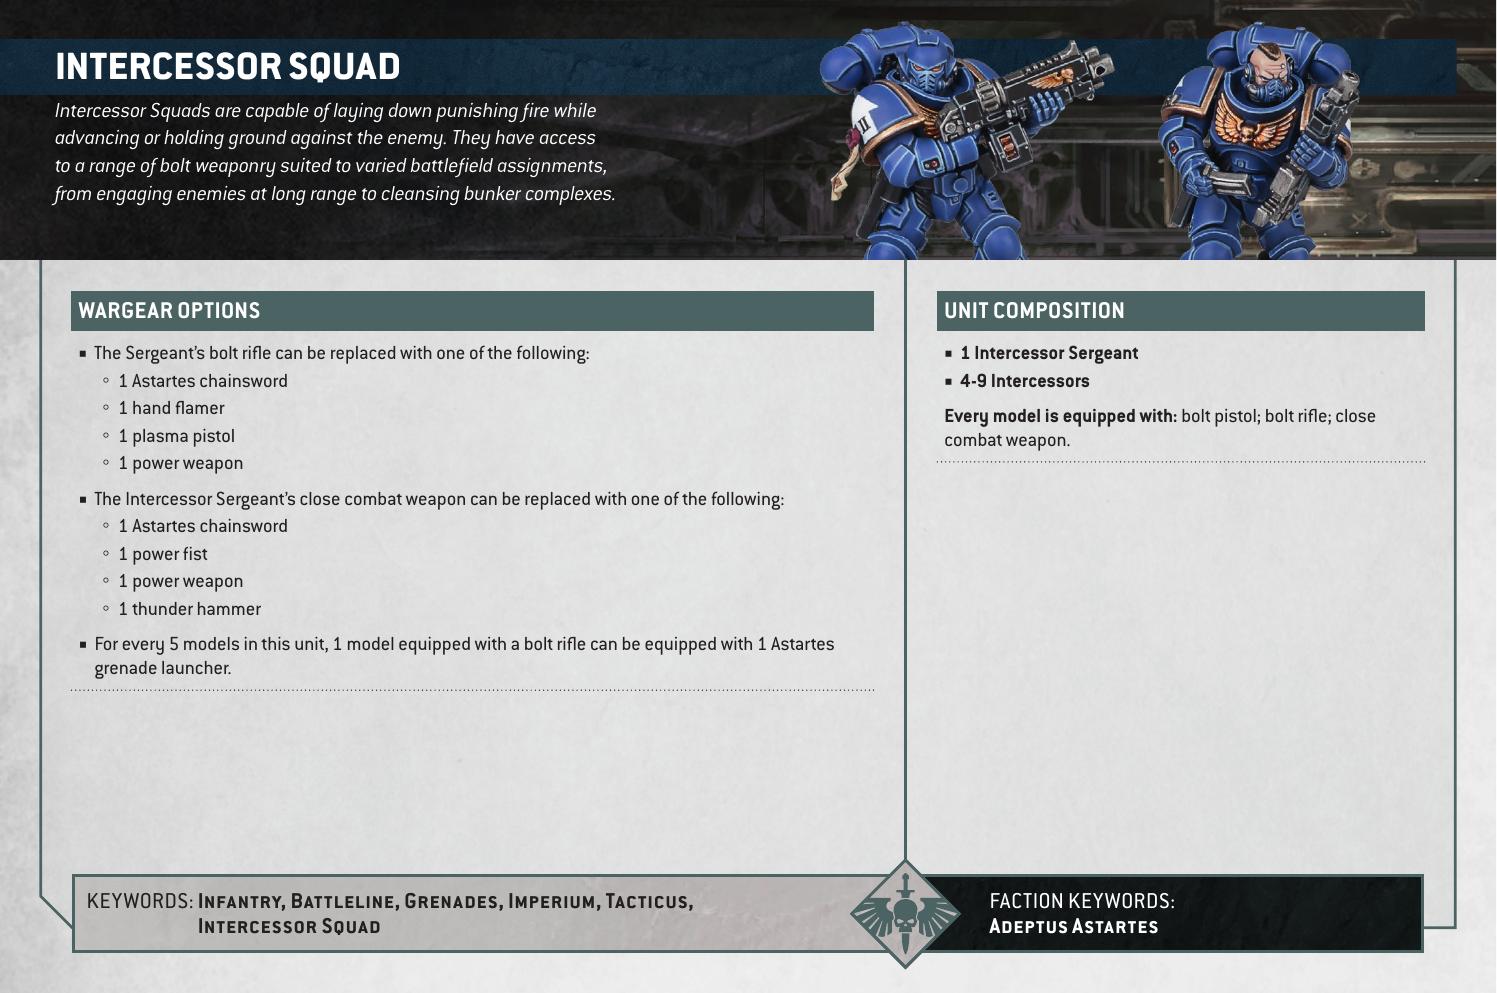 INTERCESSOR SQUAD
Intercessor Squads are capable of laying down punishing fire while
advancing or holding ground against the enemy. They have access
to a range of bolt weaponry suited to varied battlefield assignments,
from engaging enemies at long range to cleansing bunker complexes.
WARGEAR OPTIONS
▪ The Sergeant’s bolt rifle can be replaced with one of the following:
◦ 1 Astartes chainsword
◦ 1 hand flamer
◦ 1 plasma pistol
◦ 1 power weapon
▪ The Intercessor Sergeant’s close combat weapon can be replaced with one of the following:
◦ 1 Astartes chainsword
◦ 1 power fist
◦ 1 power weapon
◦ 1 thunder hammer
▪ For every 5 models in this unit, 1 model equipped with a bolt rifle can be equipped with 1 Astartes
grenade launcher.
UNIT COMPOSITION
▪ 1 Intercessor Sergeant
▪ 4-9 Intercessors
Every model is equipped with: bolt pistol; bolt rifle; close
combat weapon.
KEYWORDS: Infantry, Battleline, Grenades, Imperium, Tacticus,
Intercessor Squad
FACTION KEYWORDS:
Adeptus Astartes